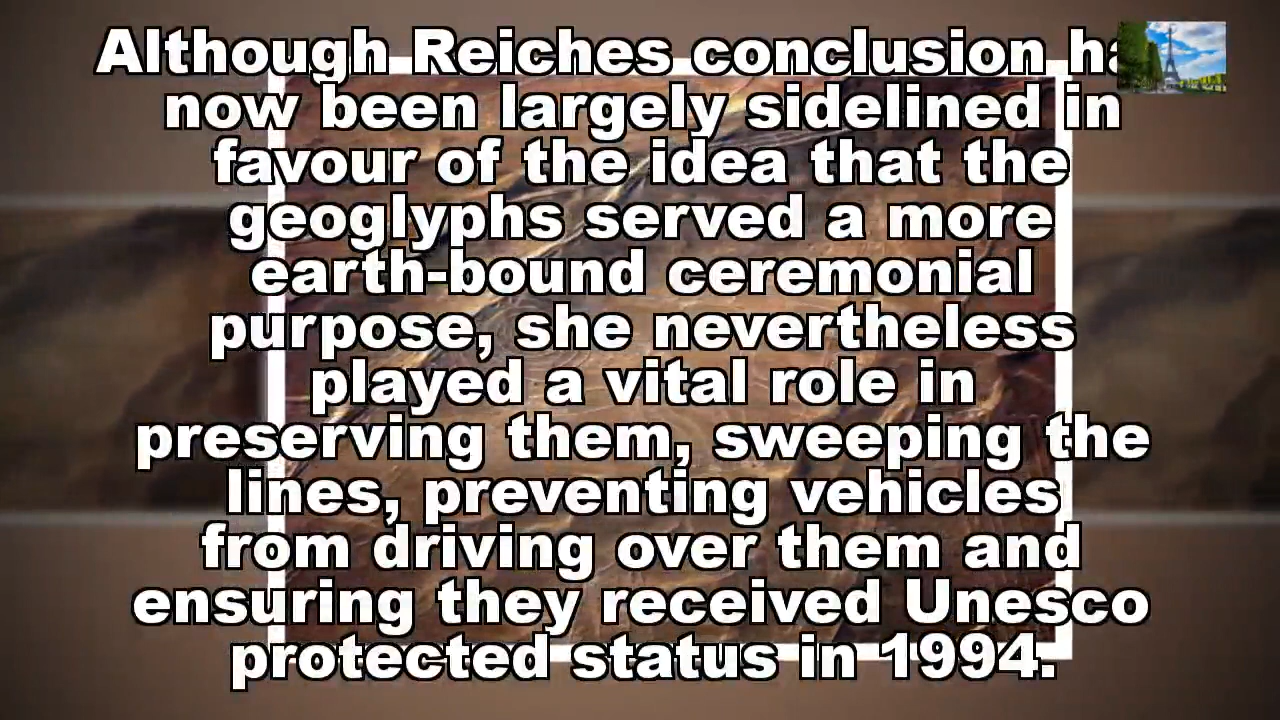 Although Reiches conclusion
now been largely sidelined in
favour of the idea that the
geoglyphs served a more
earth-bound ceremonial
purpose, she nevertheless
played a vital role in
preserving them, sweeping the
lines, preventing vehicles
from driving over them and
ensuring they received Unesco
protected status in 1994.